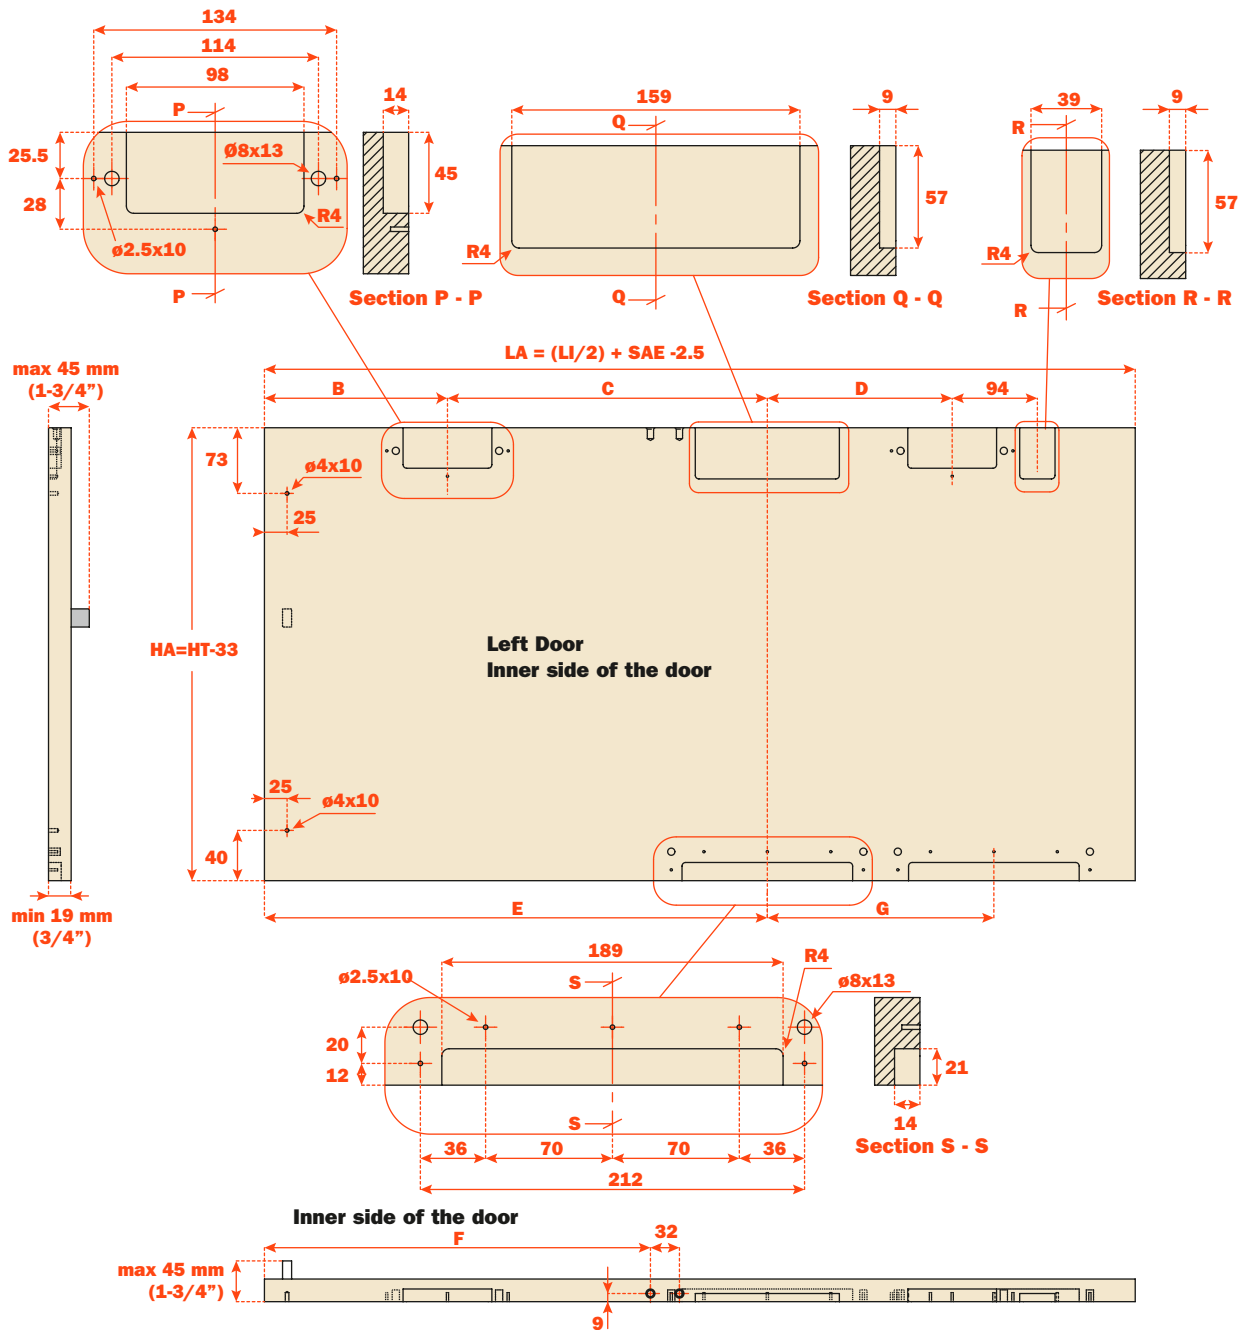 134
114
98
P
14
25.5
Ø8x13
45
28
R4
ø2.5x10
P
Section P - P
159
Q
9
57
R4
Q
Section Q - Q
39
R
9
57
R4
R
Section R - R
LA = (LI/2) + SAE -2.5
max 45 mm
(1-3/4”)
B
C
D
94
73
ø4x10
25
HA=HT-33
Left Door
Inner side of the door
25
ø4x10
40
min 19 mm
(3/4”)
E
G
189
R4
ø2.5x10
S
ø8x13
20
12
21
S
14
36
70
70
36
Section S - S
212
Inner side of the door
F
32
max 45 mm
(1-3/4”)
9